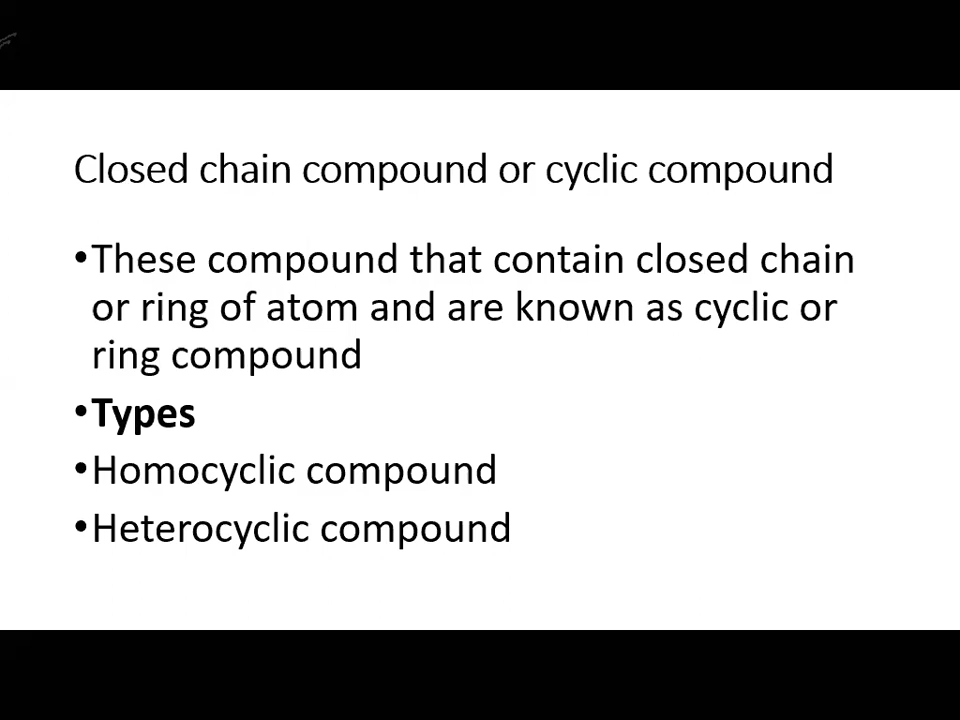 Closed chain compound or cyclic compound
•These compound that contain closed chain
or ring of atom and are known as cyclic or
ring compound
•Types
•Homocyclic compound
•Heterocyclic compound